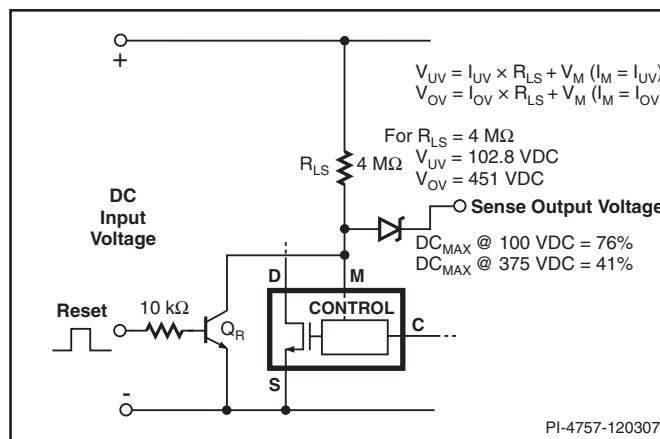 +
V_UV = I_UV × R_LS + V_M (I_M = I_UV)
V_OV = I_OV × R_LS + V_M (I_M = I_OV)
For R_LS = 4 MΩ
V_UV = 102.8 VDC
V_OV = 451 VDC
R_LS
4 MΩ
DC
Input
Voltage
Sense Output Voltage
DC_MAX @ 100 VDC = 76%
DC_MAX @ 375 VDC = 41%
D
M
CONTROL
C
Reset
10 kΩ
Q_R
S
-
PI-4757-120307